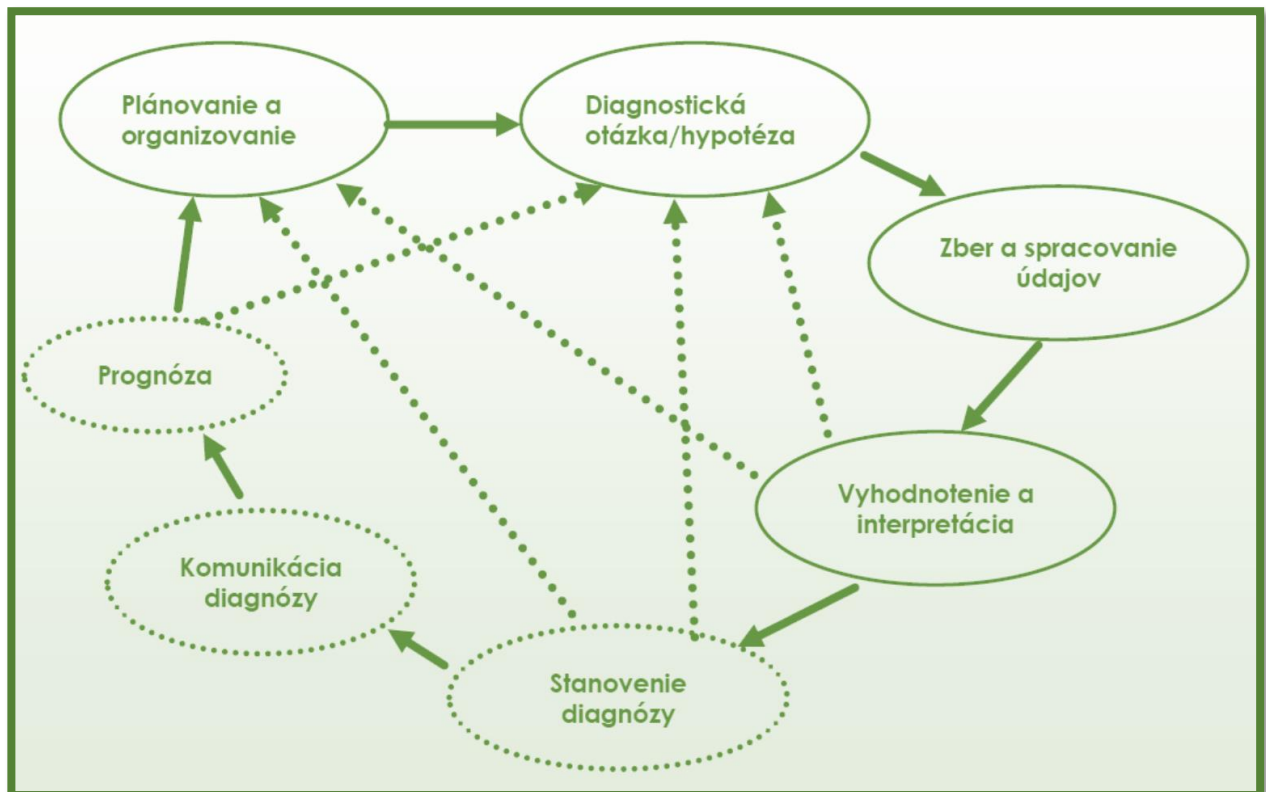 Plánovanie a
organizovanie
Diagnostická
otázka/hypotéza
Zber a spracovanie
údajov
Vyhodnotenie a
interpretácia
Stanovenie
diagnózy
Komunikácia
diagnózy
Prognóza